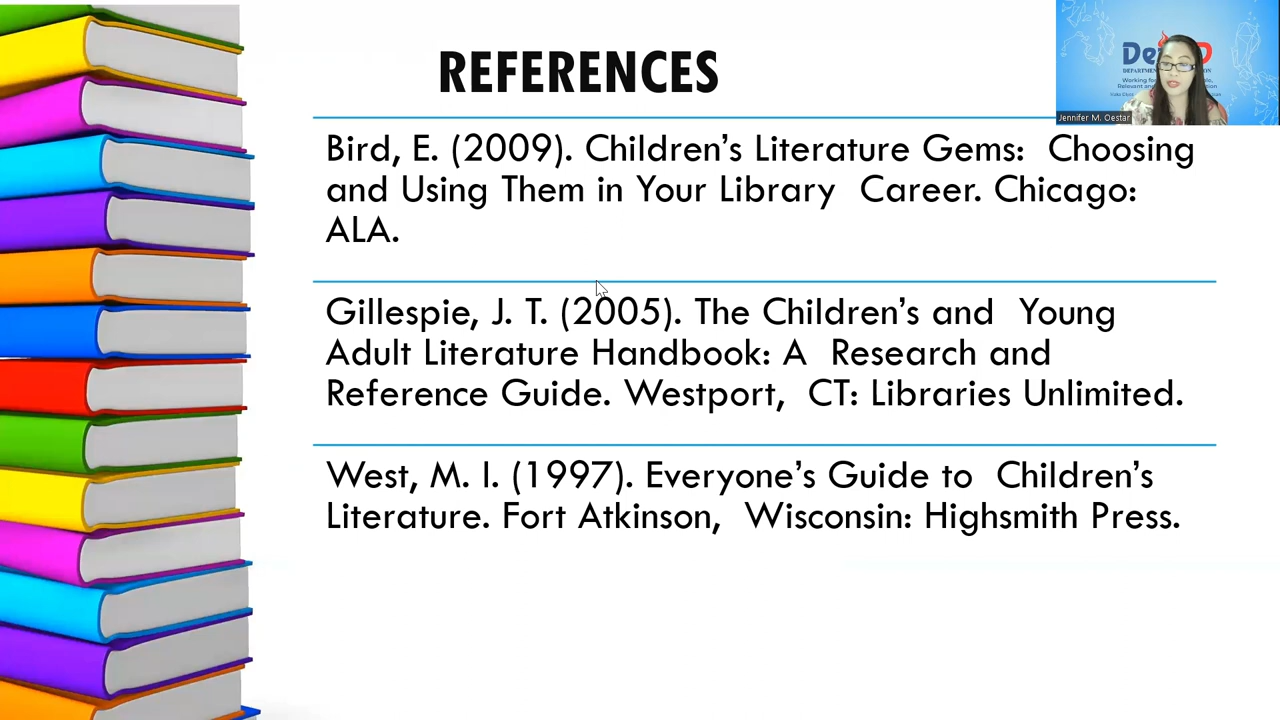 REFERENCES
Bird, E. (2009). Children's Literature Gems: Choosing
and Using Them in Your Library Career. Chicago:
ALA.
Gillespie, J. T. (2005). The Children's and Young
Adult Literature Handbook: A Research and
Reference Guide. Westport, CT: Libraries Unlimited.
West, M. I. (1997). Everyone's Guide to Children's
Literature. Fort Atkinson, Wisconsin: Highsmith Press.
Jennifer M. Oestar